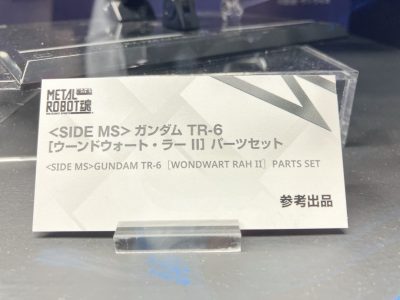 METAL
ROBOT魂
<SIDE MS> ガンダム TR-6
[ウーンドウォート・ラー II] パーツセット
<SIDE MS>GUNDAM TR-6 [WONDWART RAH II] PARTS SET
参考出品